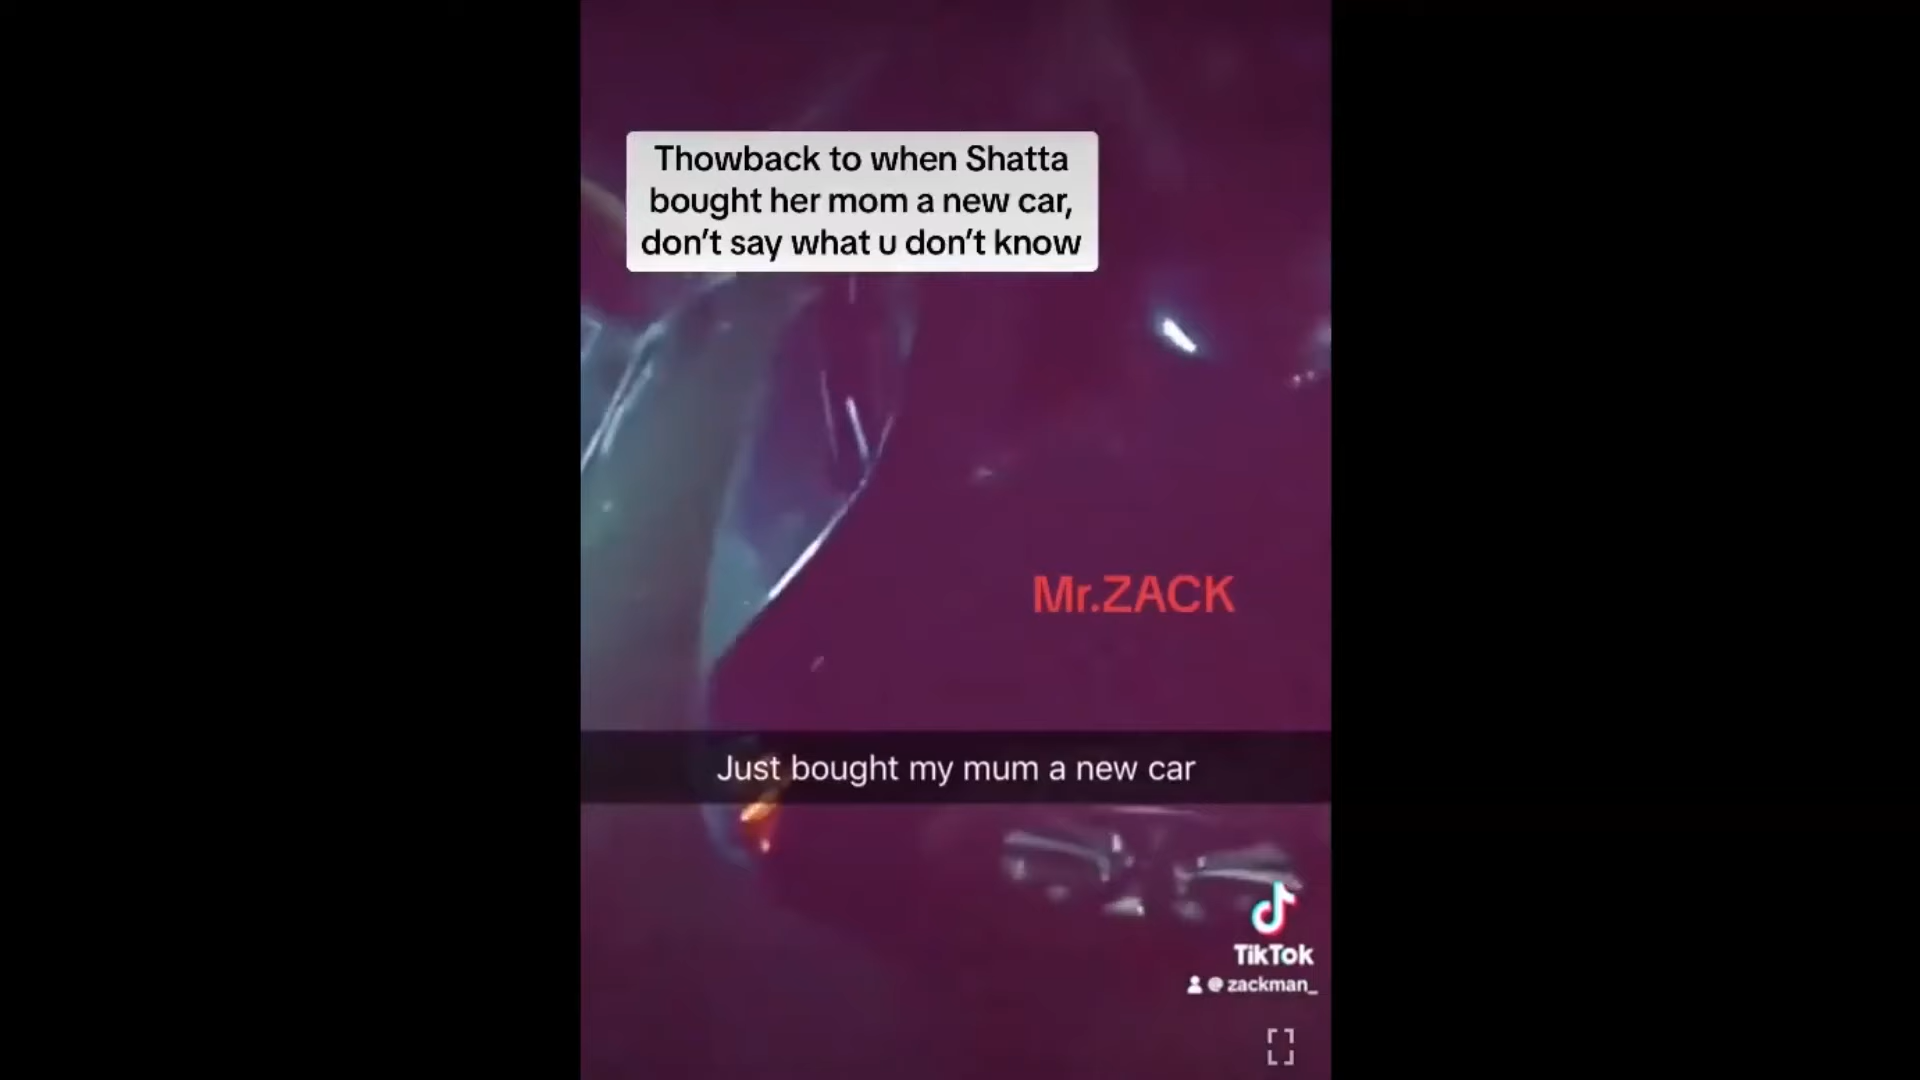 Thowback to when Shatta
bought her mom a new car,
don't say what u don't know
Mr.ZACK
Just bought my mum a new car
TikTok
@zackman_